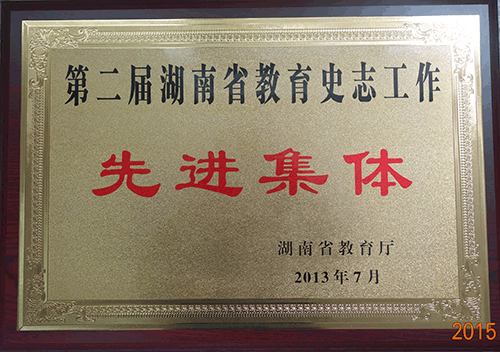 第二届湖南省教育史志工作
先进集体
湖南省教育厅
2013年7月
2015